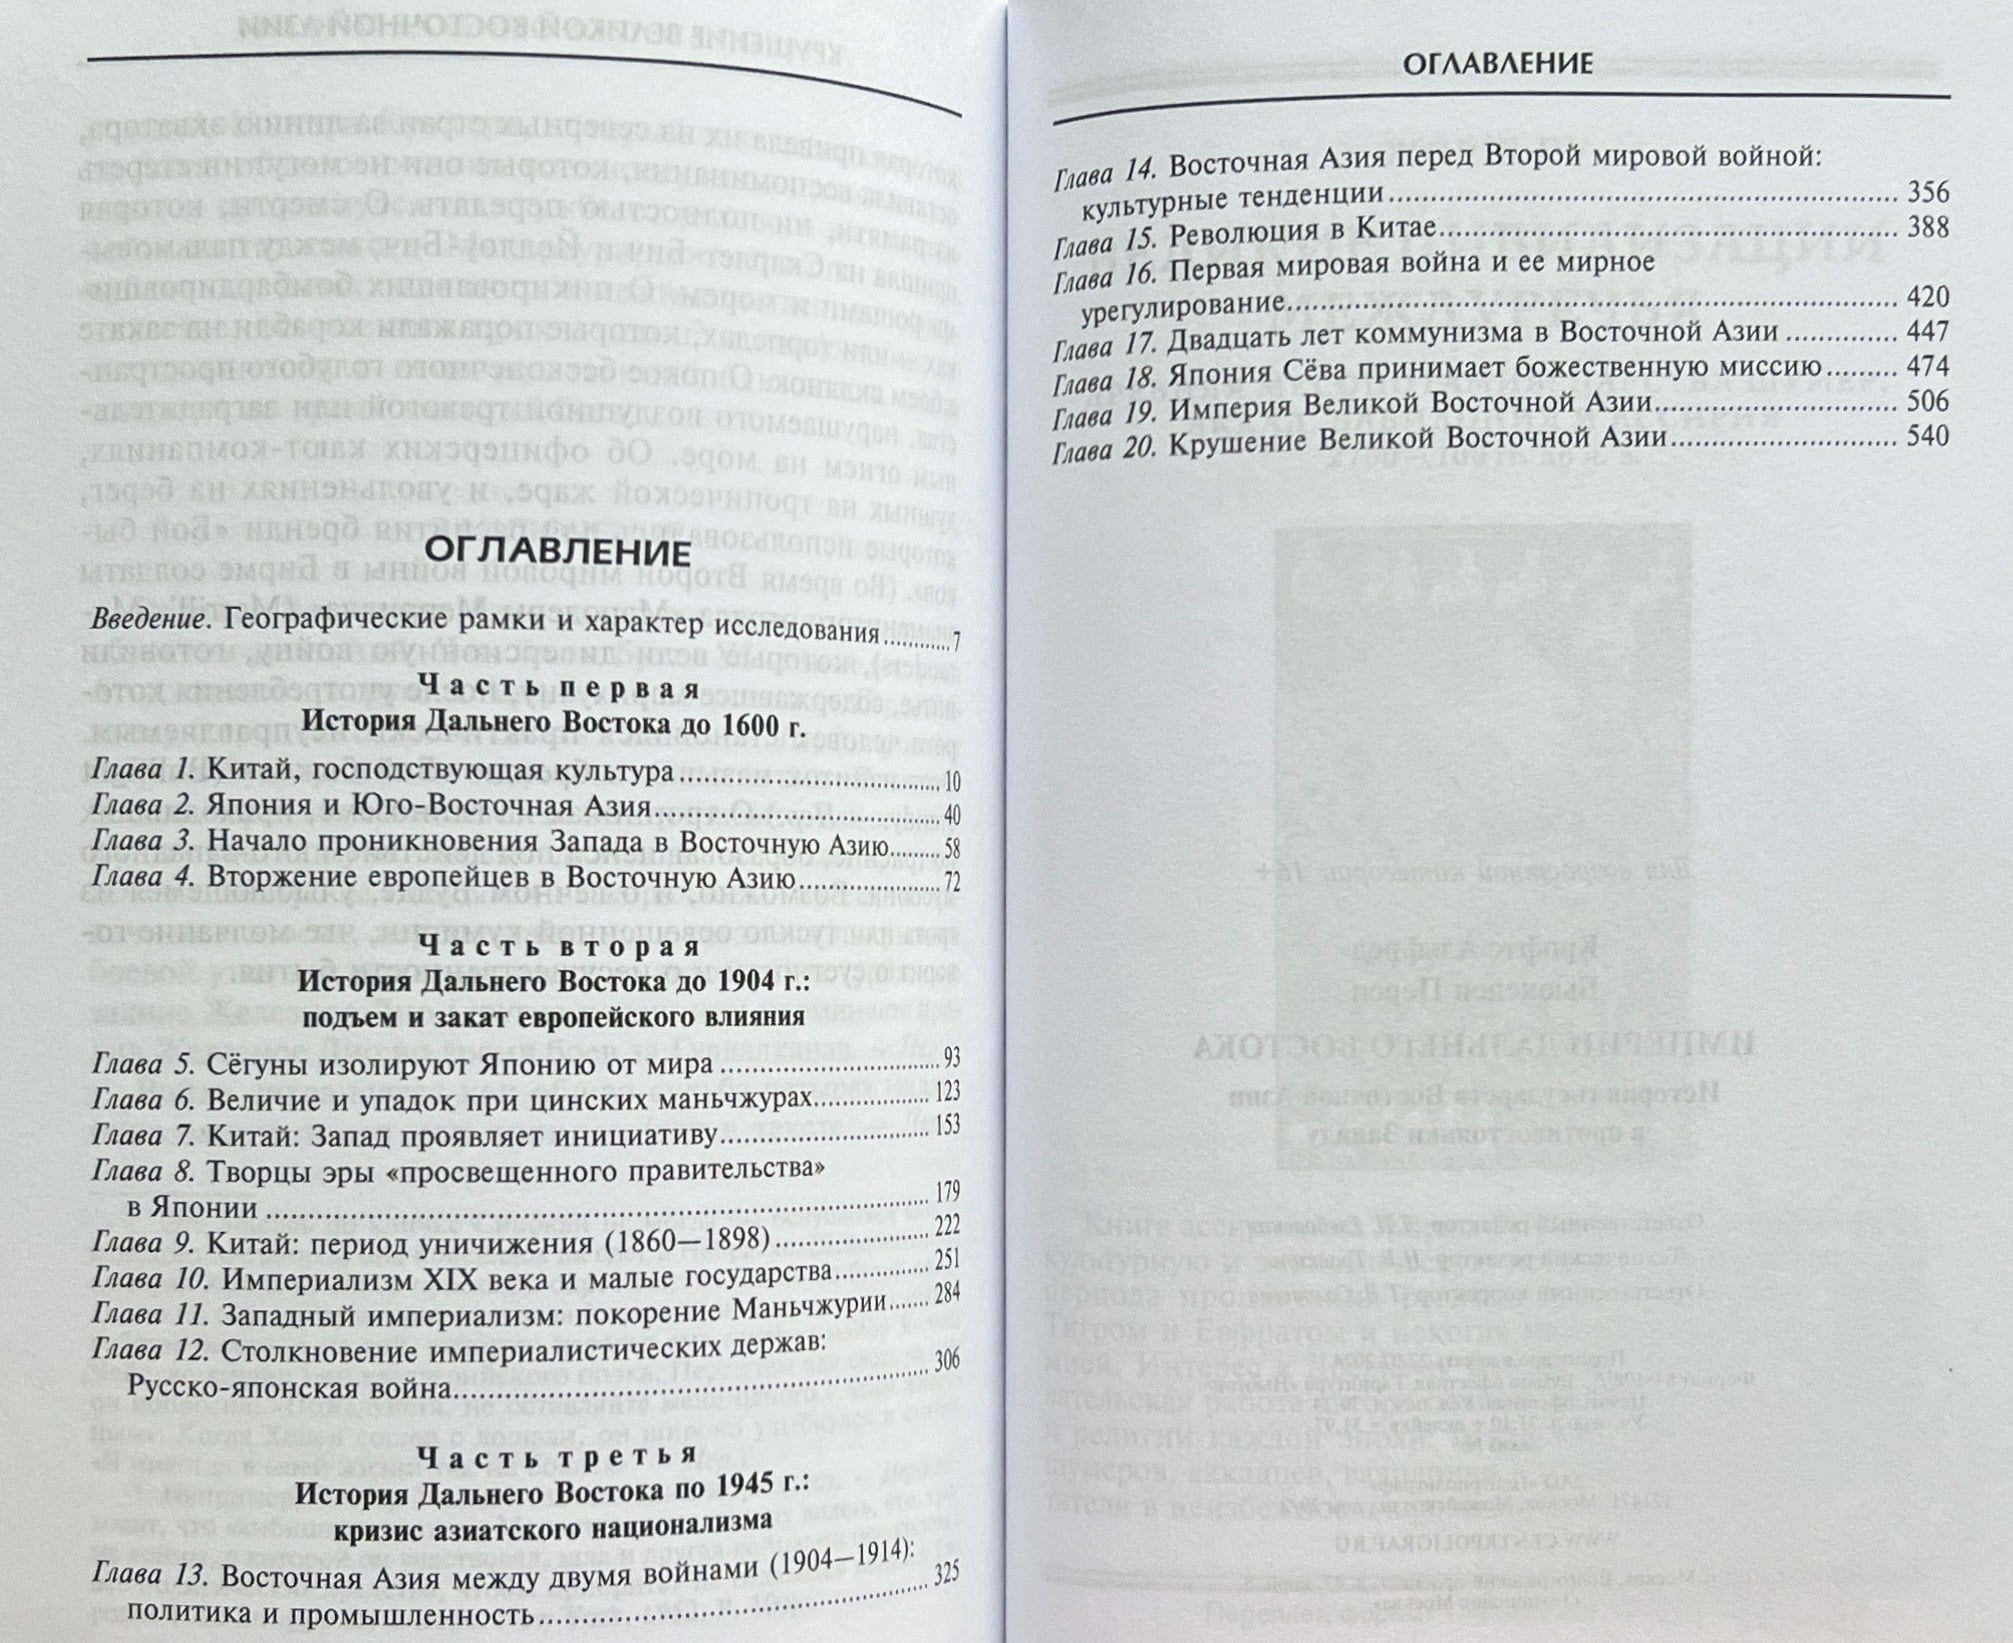 ОГЛАВЛЕНИЕ
Введение. Географические рамки и характер исследования..........7
Часть первая
История Дальнего Востока до 1600 г.
Глава 1. Китай, господствующая культура..........10
Глава 2. Япония и Юго-Восточная Азия..........40
Глава 3. Начало проникновения Запада в Восточную Азию..........58
Глава 4. Вторжение европейцев в Восточную Азию..........72
Часть вторая
История Дальнего Востока до 1904 г.:
подъем и закат европейского влияния
Глава 5. Сёгуны изолируют Японию от мира..........93
Глава 6. Величие и упадок при цинских маньчжурах..........123
Глава 7. Китай: Запад проявляет инициативу..........153
Глава 8. Творцы эры «просвещенного правительства»
в Японии..........179
Глава 9. Китай: период уничижения (1860—1898)..........222
Глава 10. Империализм XIX века и малые государства..........251
Глава 11. Западный империализм: покорение Маньчжурии..........284
Глава 12. Столкновение империалистических держав:
Русско-японская война..........306
Часть третья
История Дальнего Востока по 1945 г.:
кризис азиатского национализма
Глава 13. Восточная Азия между двумя войнами (1904—1914):
политика и промышленность..........325
ОГЛАВЛЕНИЕ
Глава 14. Восточная Азия перед Второй мировой войной:
культурные тенденции..........356
Глава 15. Революция в Китае..........388
Глава 16. Первая мировая война и ее мирное
урегулирование..........420
Глава 17. Двадцать лет коммунизма в Восточной Азии..........447
Глава 18. Япония Сёва принимает божественную миссию..........474
Глава 19. Империя Великой Восточной Азии..........506
Глава 20. Крушение Великой Восточной Азии..........540